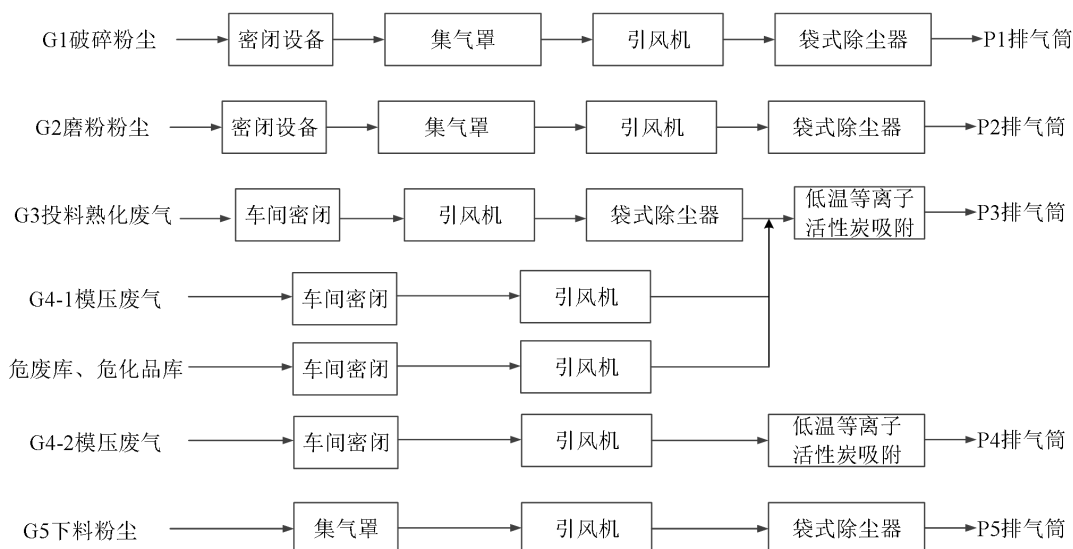 G1破碎粉尘
密闭设备
集气罩
引风机
袋式除尘器
P1排气筒
G2磨粉粉尘
密闭设备
集气罩
引风机
袋式除尘器
P2排气筒
G3投料熟化废气
车间密闭
引风机
袋式除尘器
低温等离子
活性炭吸附
P3排气筒
G4-1模压废气
车间密闭
引风机
危废库、危化品库
车间密闭
引风机
G4-2模压废气
车间密闭
引风机
低温等离子
活性炭吸附
P4排气筒
G5下料粉尘
集气罩
引风机
袋式除尘器
P5排气筒